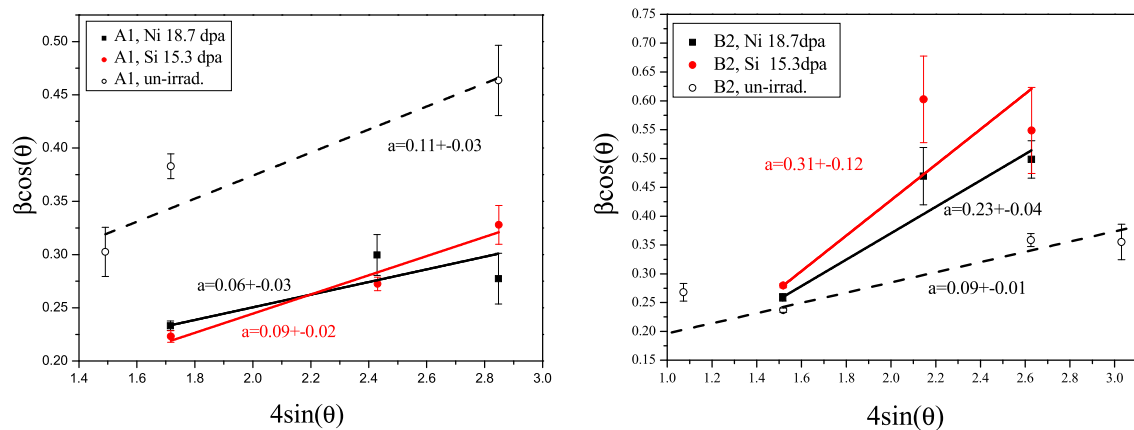 A1, Ni 18.7 dpa
A1, Si 15.3 dpa
A1, un-irrad.
a=0.11+-0.03
a=0.06+-0.03
a=0.09+-0.02
βcos(θ)
0.50
0.45
0.40
0.35
0.30
0.25
0.20
1.4 1.6 1.8 2.0 2.2 2.4 2.6 2.8 3.0
4sin(θ)
B2, Ni 18.7dpa
B2, Si 15.3dpa
B2, un-irrad.
a=0.31+-0.12
a=0.23+-0.04
a=0.09+-0.01
βcos(θ)
0.75
0.70
0.65
0.60
0.55
0.50
0.45
0.40
0.35
0.30
0.25
0.20
0.15
1.0 1.2 1.4 1.6 1.8 2.0 2.2 2.4 2.6 2.8 3.0
4sin(θ)